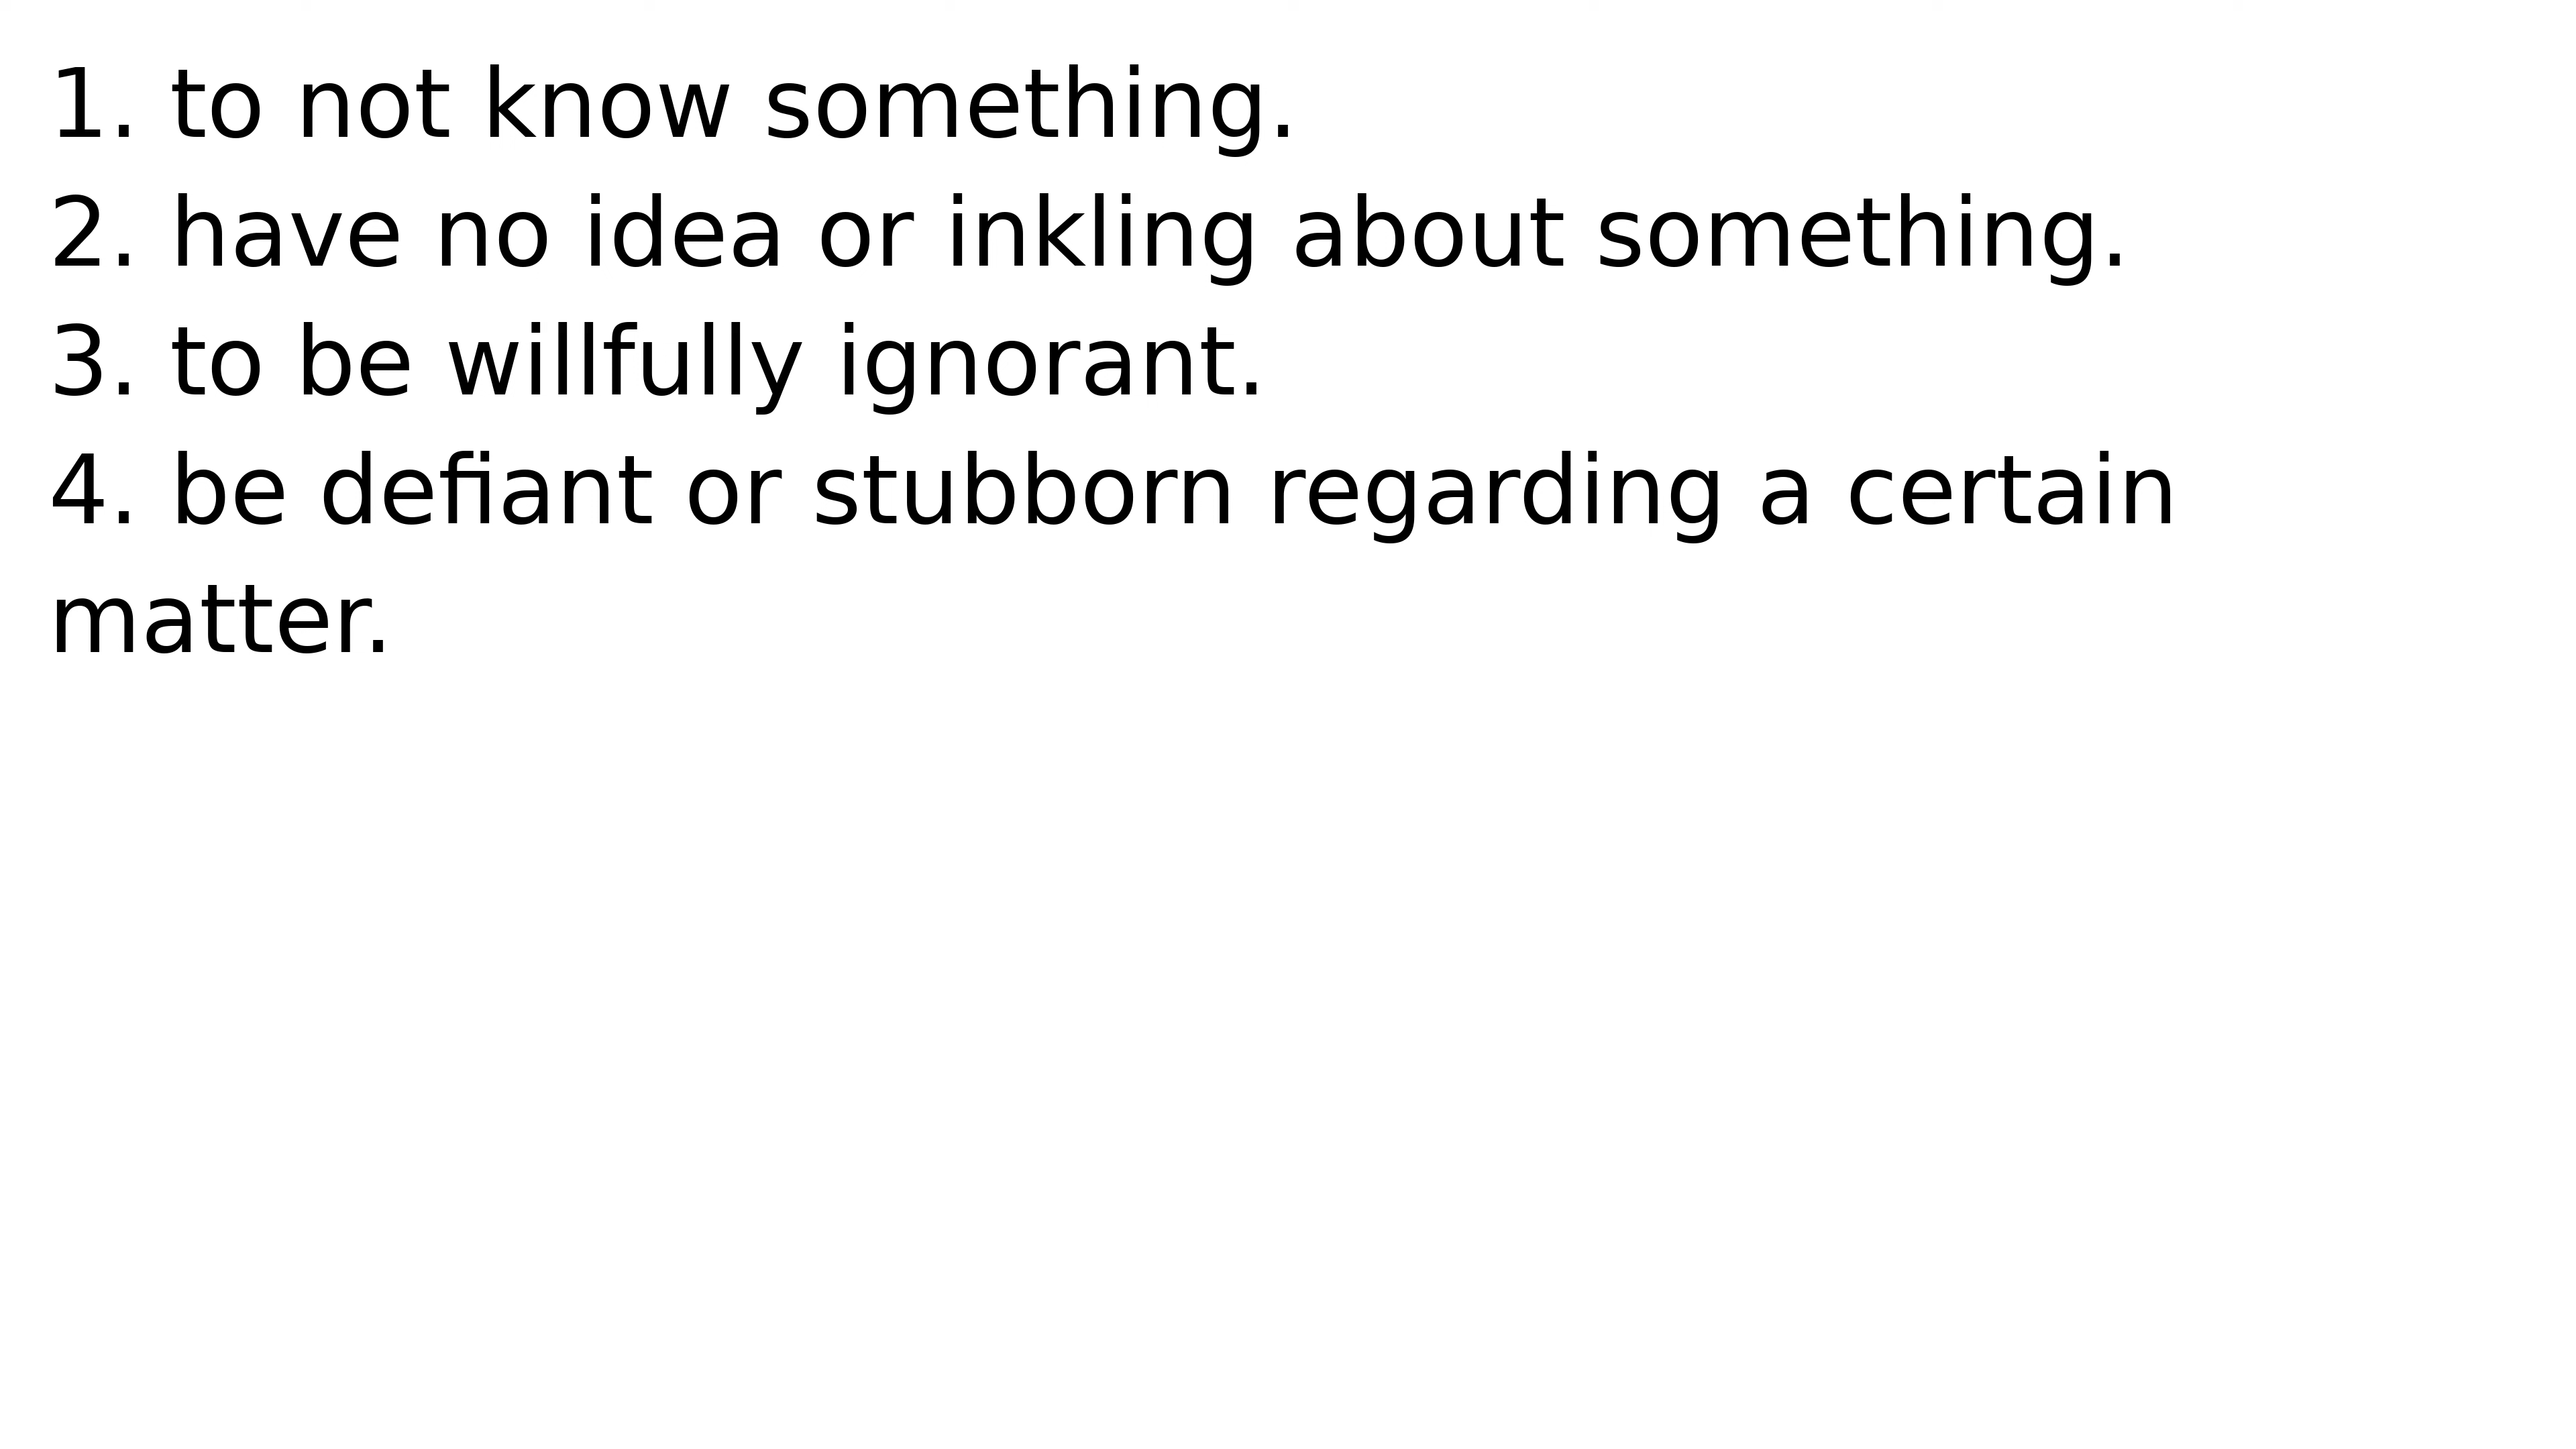 1. to not know something.
2. have no idea or inkling about something.
3. to be willfully ignorant.
4. be defiant or stubborn regarding a certain
matter.